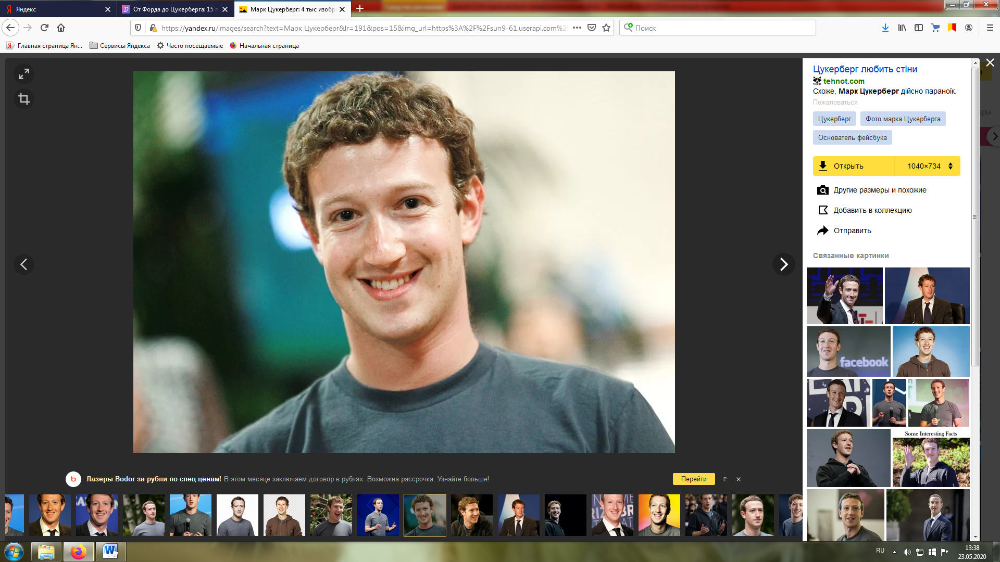 Яндекс
От Форда до Цукерберга: 15 п
Марк Цукерберг: 4 тыс изобр
https://yandex.ru/images/search?text=Марк Цукерберг&lr=191&pos=15&img_url=https%3A%2F%2Fsun9-61.userapi.com%2
Поиск
Главная страница Ян...
Сервисы Яндекса
Часто посещаемые
Начальная страница
Цукерберг любить стіни
tehnot.com
Схоже, Марк Цукерберг дійсно параноїк.
Пожаловаться
Цукерберг
Фото марка Цукерберга
Основатель фейсбука
Открыть
1040×734
Другие размеры и похожие
Добавить в коллекцию
Отправить
Связанные картинки
facebook
Some Interesting Facts
Лазеры Bodor за рубли по спец ценам! В этом месяце заключаем договор в рублях. Возможна рассрочка. Узнайте больше!
Перейти
₽
RU
13:38
23.05.2020